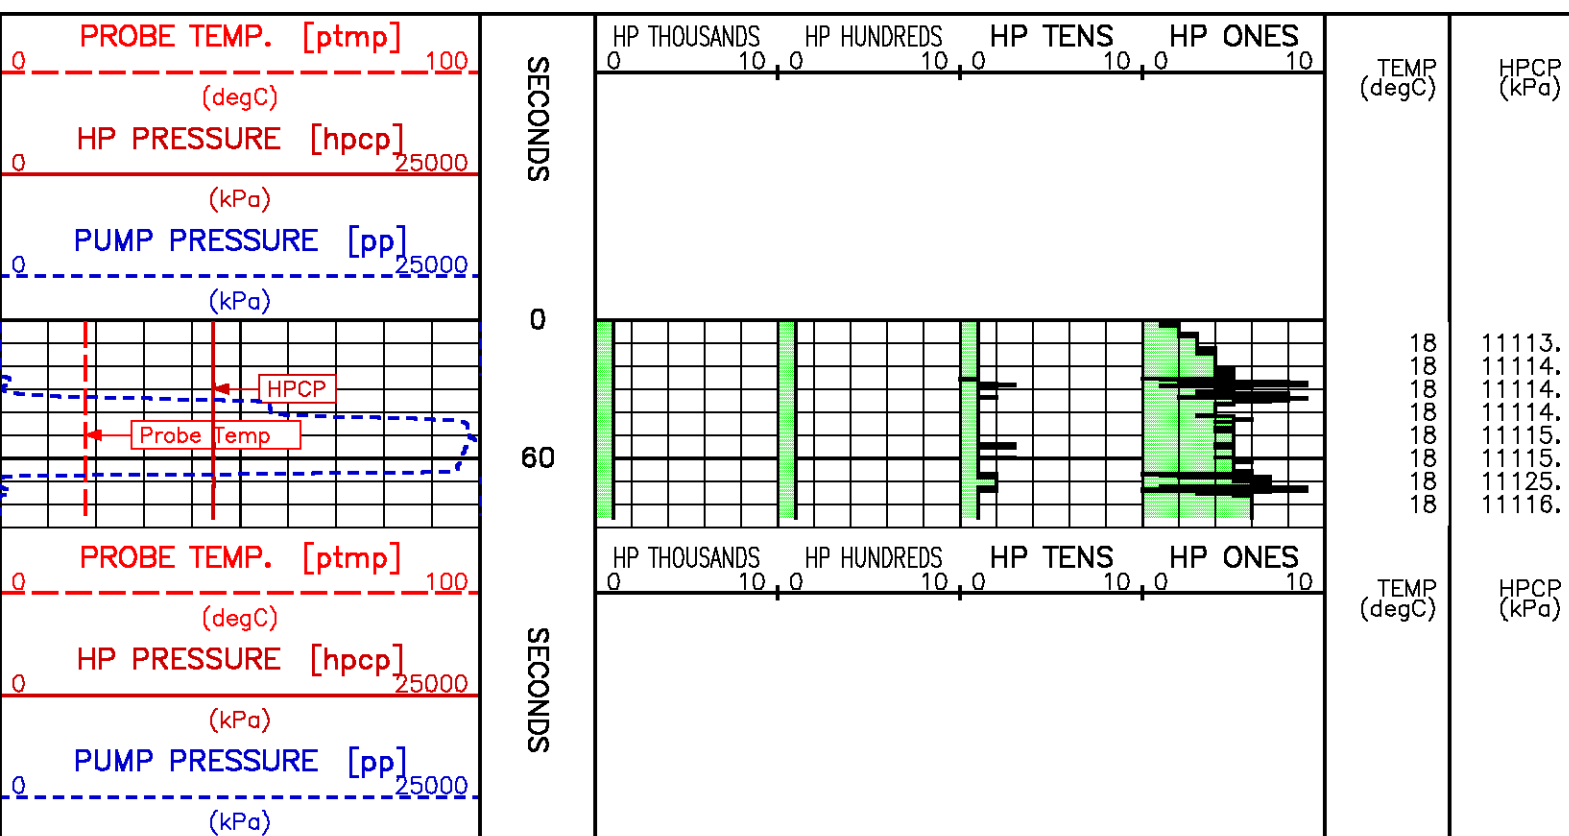 PROBE TEMP. [ptmp]
0 100
(degC)
HP PRESSURE [hpcp]
0 25000
(kPa)
PUMP PRESSURE [pp]
0 25000
(kPa)
SECONDS
HP THOUSANDS HP HUNDREDS HP TENS HP ONES
0 10 0 10 0 10 0 10
TEMP
(degC)
HPCP
(kPa)
0
HPCP
Probe Temp
60
18 11113.
18 11114.
18 11114.
18 11114.
18 11115.
18 11115.
18 11125.
18 11116.
PROBE TEMP. [ptmp]
0 100
(degC)
HP PRESSURE [hpcp]
0 25000
(kPa)
PUMP PRESSURE [pp]
0 25000
(kPa)
SECONDS
HP THOUSANDS HP HUNDREDS HP TENS HP ONES
0 10 0 10 0 10 0 10
TEMP
(degC)
HPCP
(kPa)